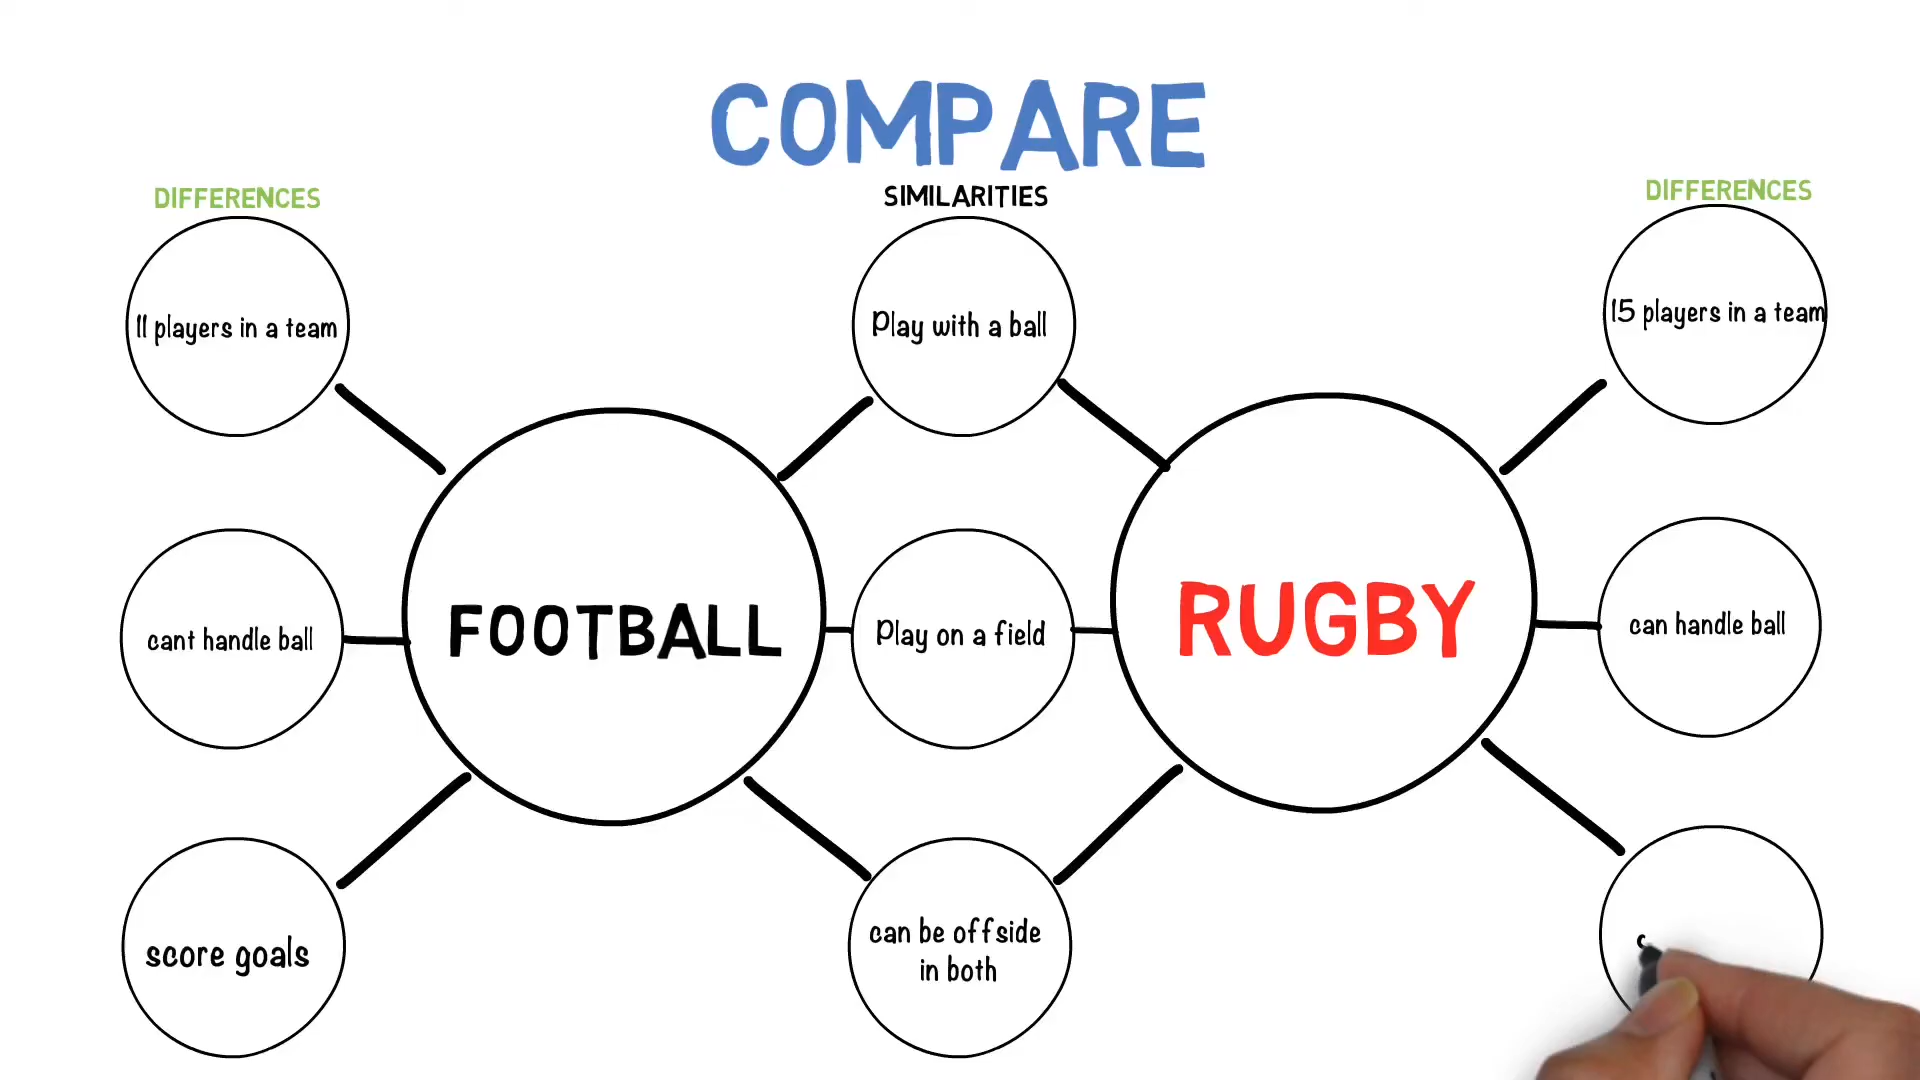 COMPARE
DIFFERENCES
SIMILARITIES
DIFFERENCES
11 players in a team
Play with a ball
15 players in a team
FOOTBALL
RUGBY
cant handle ball
Play on a field
can handle ball
score goals
can be offside
in both